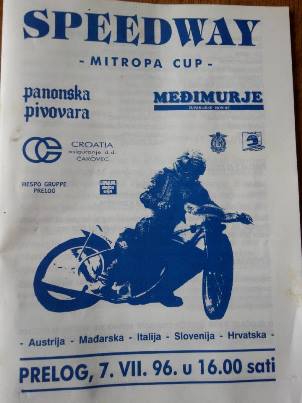 SPEEDWAY
- MITROPA CUP -
panonska
pivovara
MEĐIMURJE
CROATIA
osiguranje d.d.
ČAKOVEC
HESPO GRUPPE
PRELOG
- Austrija - Mađarska - Italija - Slovenija - Hrvatska -
PRELOG, 7. VII. 96. u 16.00 sati